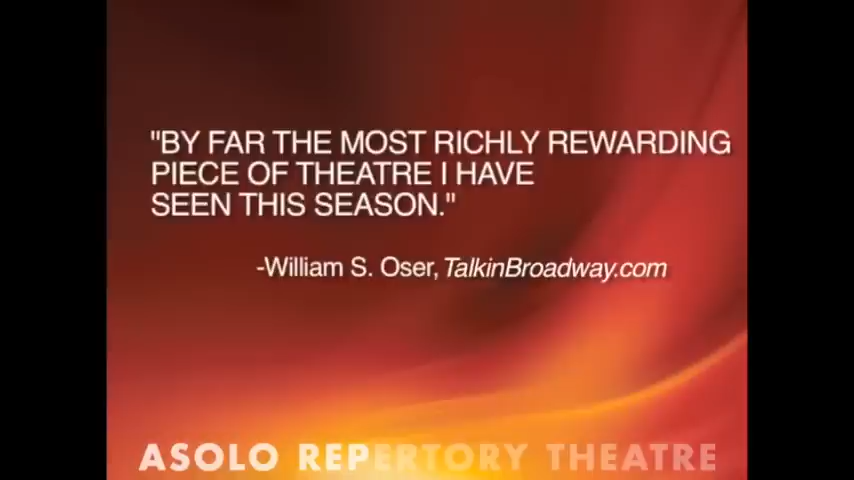 "BY FAR THE MOST RICHLY REWARDING
PIECE OF THEATRE I HAVE
SEEN THIS SEASON."
-William S. Oser, TalkinBroadway.com
ASOLO REPERTORY THEATRE